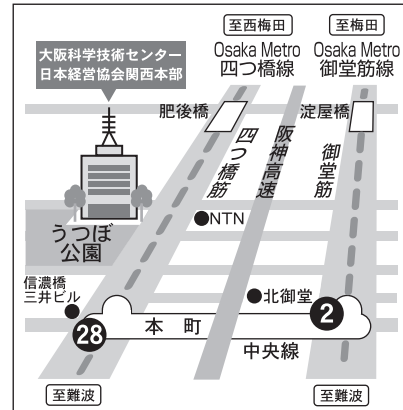 至西梅田
至梅田
Osaka Metro
四つ橋線
Osaka Metro
御堂筋線
大阪科学技術センター
日本経営協会関西本部
肥後橋
淀屋橋
四つ橋筋
阪神高速
御堂筋
NTN
うつぼ
公園
信濃橋
三井ビル
北御堂
2
28
本町
中央線
至難波
至難波